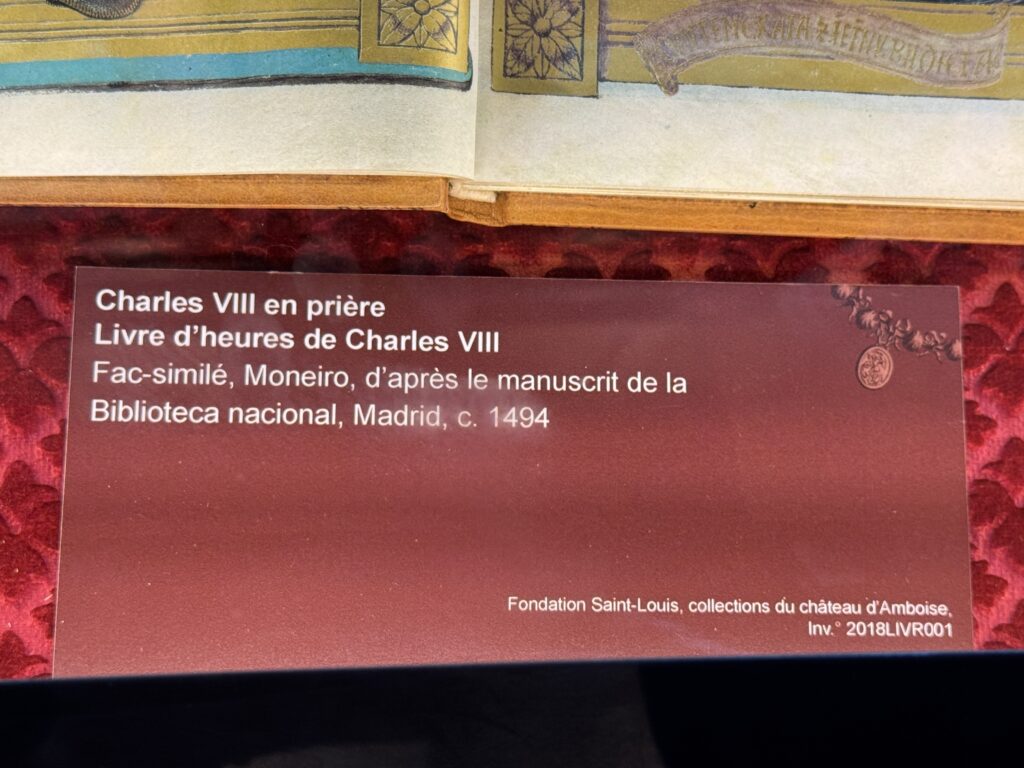 Charles VIII en prière
Livre d’heures de Charles VIII
Fac-similé, Moneiro, d’après le manuscrit de la
Biblioteca nacional, Madrid, c. 1494
Fondation Saint-Louis, collections du château d’Amboise,
Inv.° 2018LIVR001